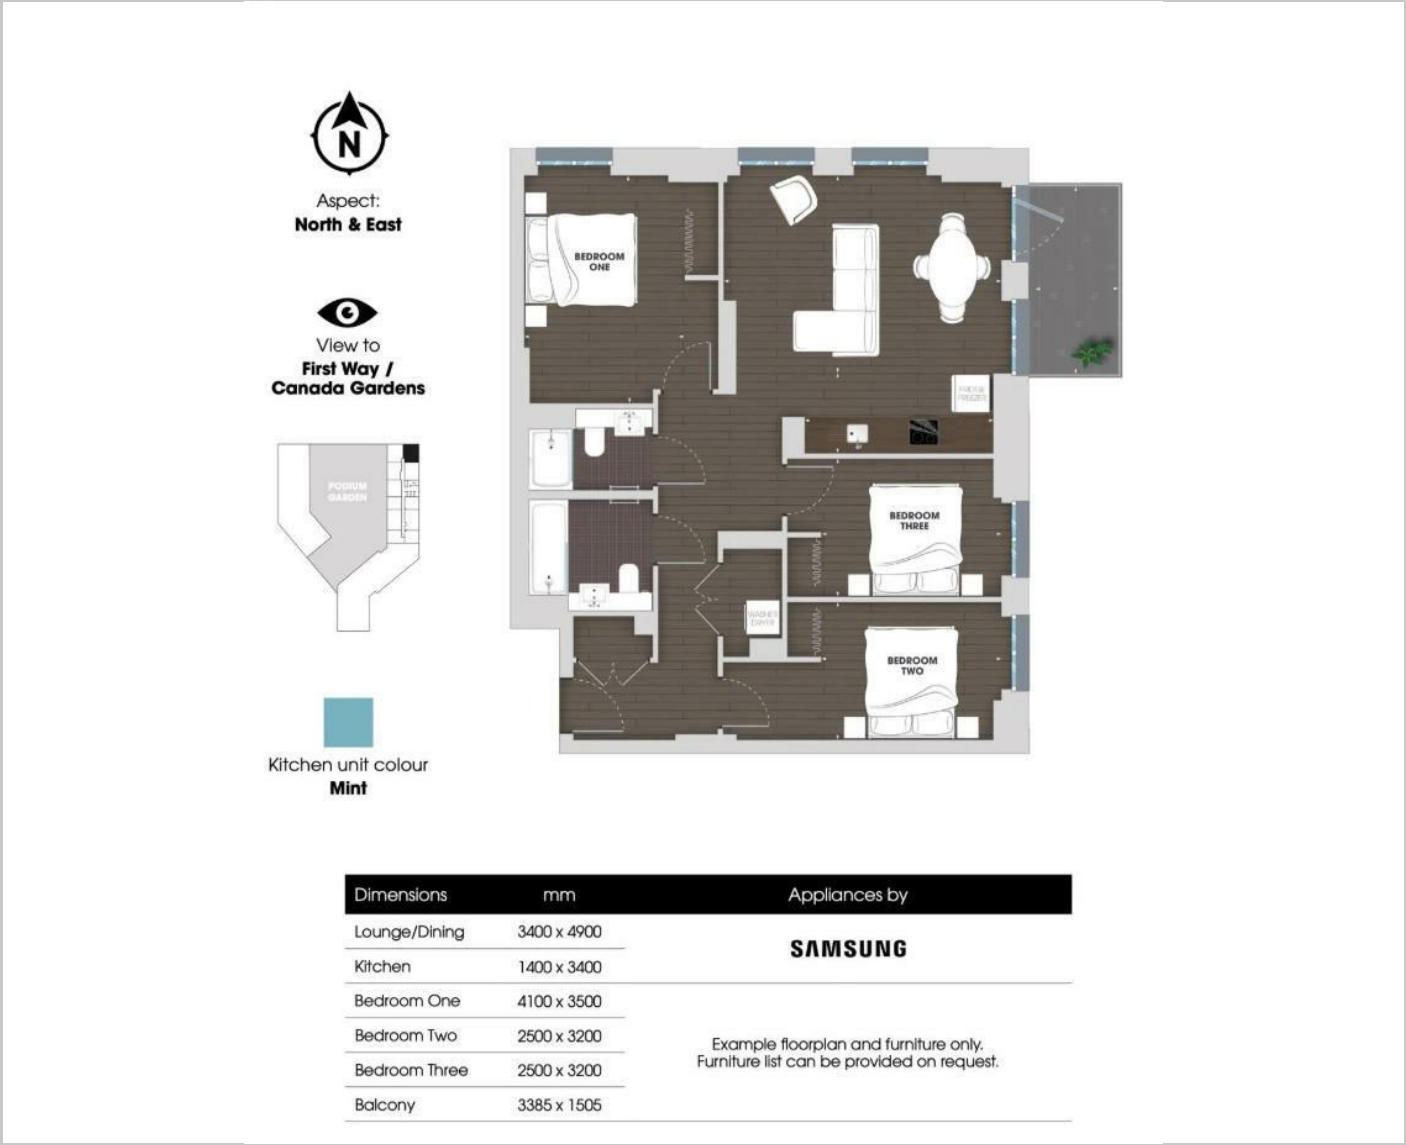 N
Aspect:
North & East
View to
First Way /
Canada Gardens
PODIUM
GARDEN
Kitchen unit colour
Mint
BEDROOM
ONE
FRIDGE
FREEZER
BEDROOM
THREE
WASHER
DRYER
BEDROOM
TWO
Dimensions mm Appliances by
Lounge/Dining 3400 x 4900
SAMSUNG
Kitchen 1400 x 3400
Bedroom One 4100 x 3500
Bedroom Two 2500 x 3200
Example floorplan and furniture only.
Furniture list can be provided on request.
Bedroom Three 2500 x 3200
Balcony 3385 x 1505